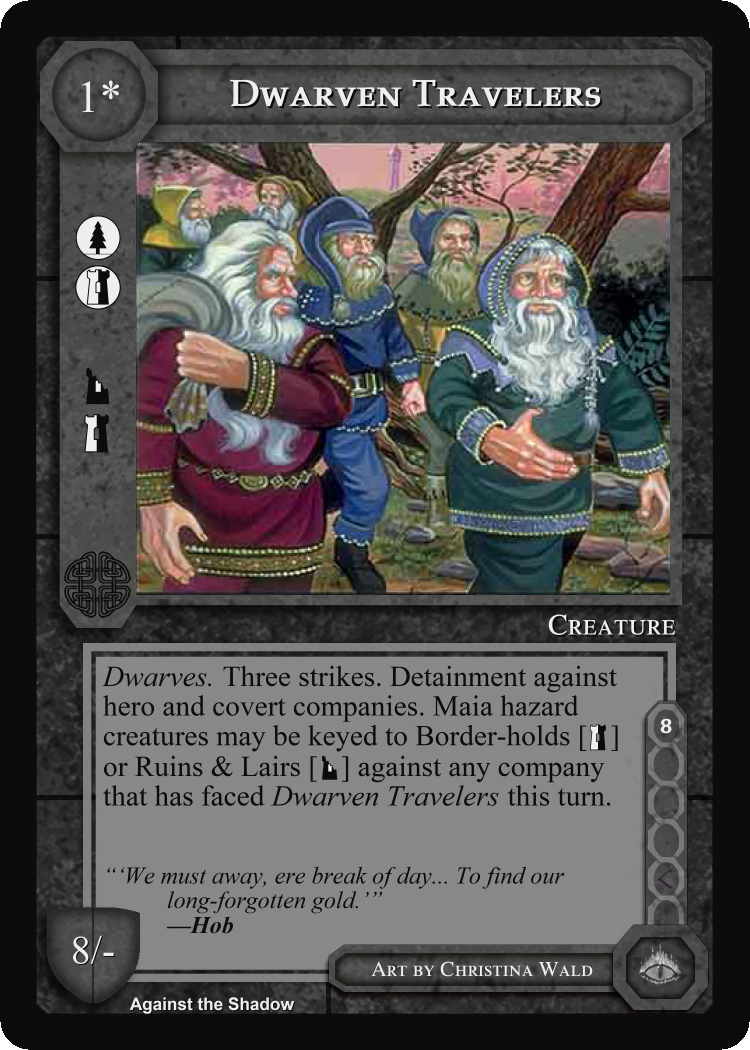 1*
Dwarven Travelers
Creature
Dwarves. Three strikes. Detainment against
hero and covert companies. Maia hazard
creatures may be keyed to Border-holds [ ]
or Ruins & Lairs [ ] against any company
that has faced Dwarven Travelers this turn.
8
“‘We must away, ere break of day... To find our
long-forgotten gold.’”
—Hob
8/-
Art by Christina Wald
Against the Shadow